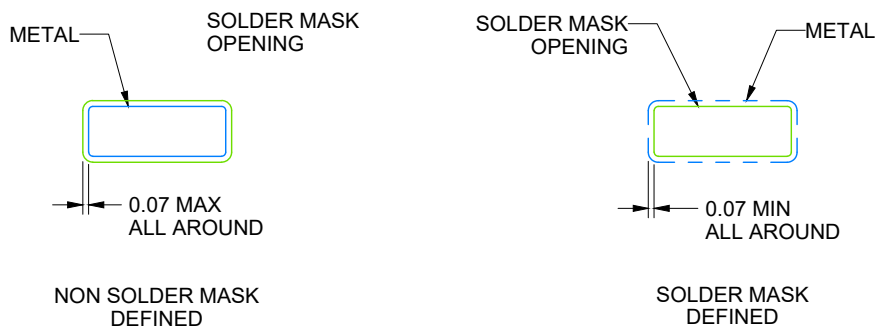 METAL
SOLDER MASK
OPENING
0.07 MAX
ALL AROUND
NON SOLDER MASK
DEFINED
SOLDER MASK
OPENING
METAL
0.07 MIN
ALL AROUND
SOLDER MASK
DEFINED